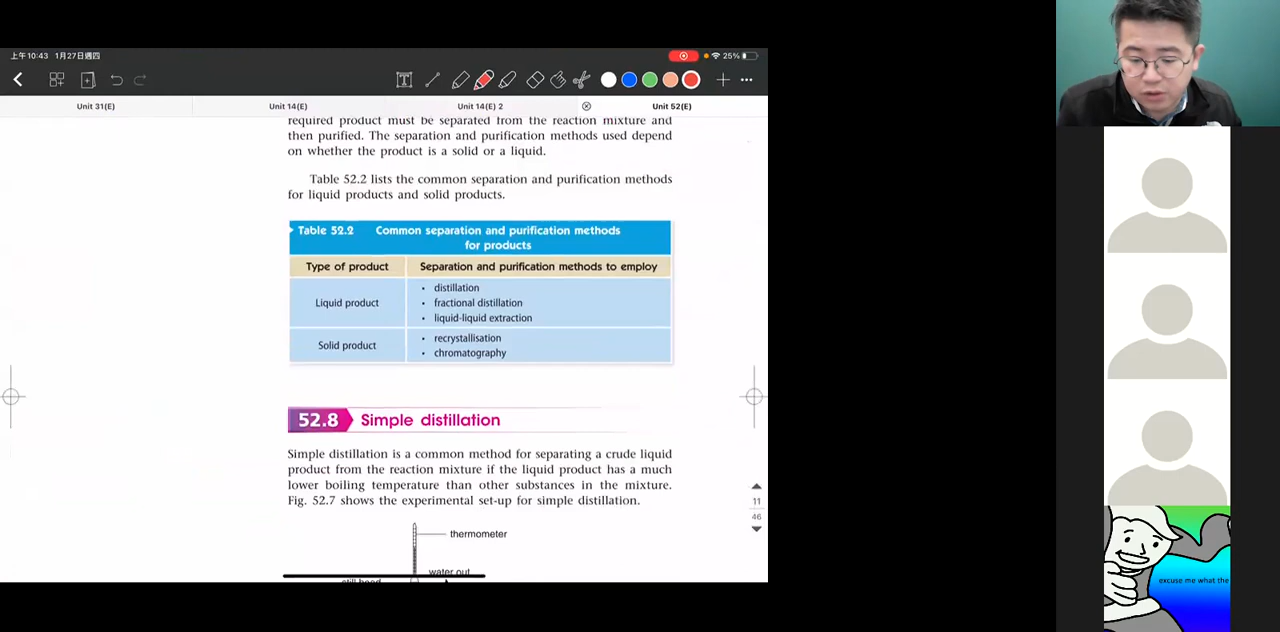 上午10:43 1月27日週四
25%
Unit 31(E)
Unit 14(E)
Unit 14(E) 2
Unit 52(E)
required product must be separated from the reaction mixture and
then purified. The separation and purification methods used depend
on whether the product is a solid or a liquid.
Table 52.2 lists the common separation and purification methods
for liquid products and solid products.
Table 52.2 Common separation and purification methods
for products
Type of product
Separation and purification methods to employ
Liquid product
• distillation
• fractional distillation
• liquid-liquid extraction
Solid product
• recrystallisation
• chromatography
52.8 Simple distillation
Simple distillation is a common method for separating a crude liquid
product from the reaction mixture if the liquid product has a much
lower boiling temperature than other substances in the mixture.
Fig. 52.7 shows the experimental set-up for simple distillation.
thermometer
water out
still head
11
46
excuse me what the